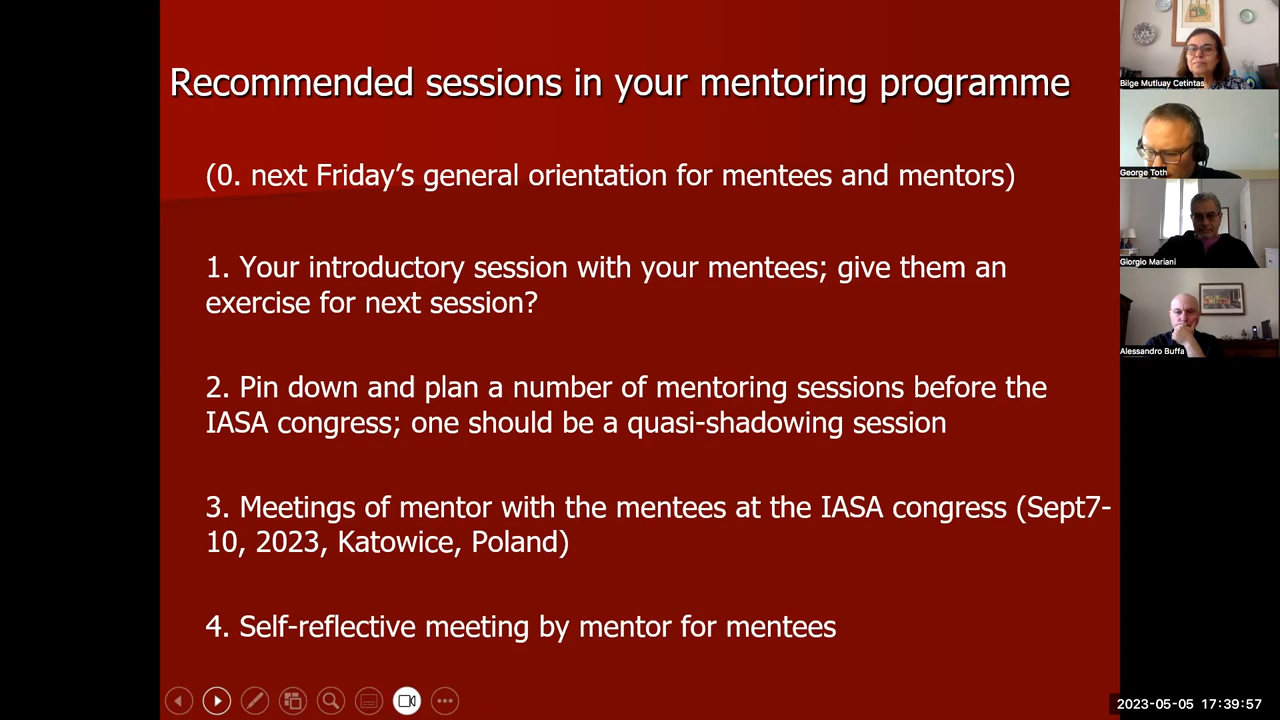 Recommended sessions in your mentoring programme
(0. next Friday’s general orientation for mentees and mentors)
1. Your introductory session with your mentees; give them an
exercise for next session?
2. Pin down and plan a number of mentoring sessions before the
IASA congress; one should be a quasi-shadowing session
3. Meetings of mentor with the mentees at the IASA congress (Sept7-
10, 2023, Katowice, Poland)
4. Self-reflective meeting by mentor for mentees
Bilge Mutluay Cetintas
George Toth
Giorgio Mariani
Alessandro Buffa
2023-05-05 17:39:57